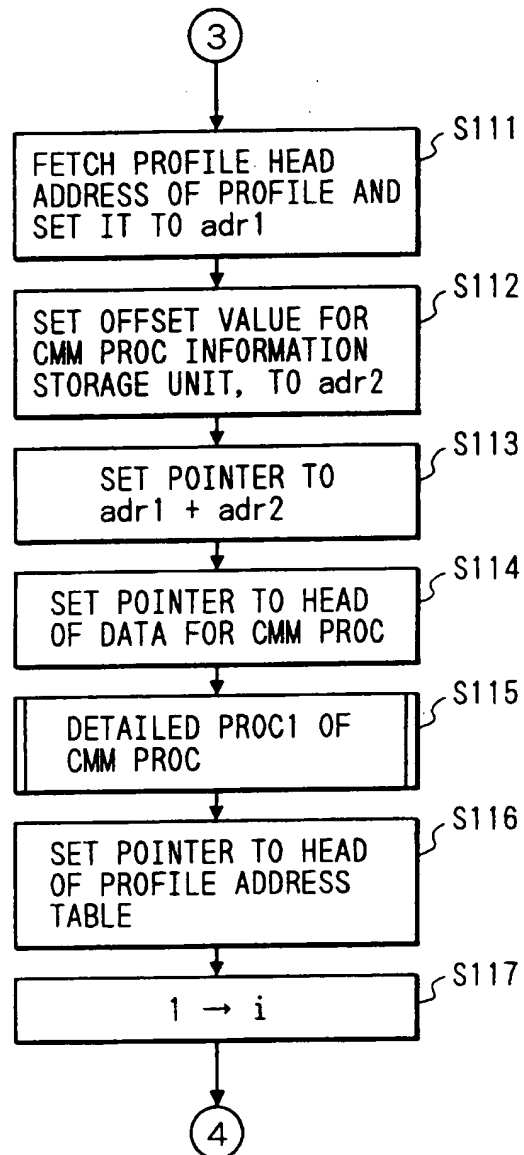 3
S111
FETCH PROFILE HEAD
ADDRESS OF PROFILE AND
SET IT TO adr1
S112
SET OFFSET VALUE FOR
CMM PROC INFORMATION
STORAGE UNIT, TO adr2
S113
SET POINTER TO
adr1 + adr2
S114
SET POINTER TO HEAD
OF DATA FOR CMM PROC
S115
DETAILED PROC1 OF
CMM PROC
S116
SET POINTER TO HEAD
OF PROFILE ADDRESS
TABLE
S117
1 → i
4